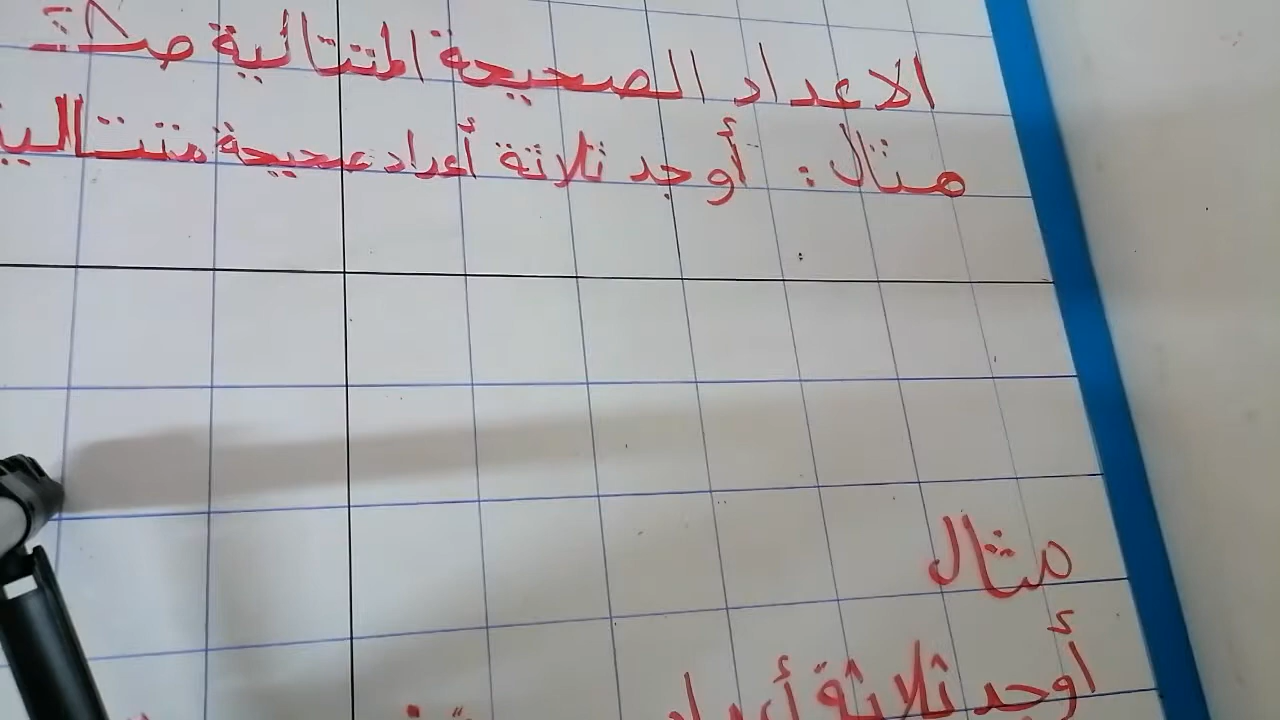 الاعداد الصحيحة المتتالية
مثال: أوجد ثلاثة أعداد صحيحة
مثال
أوجد ثلاثة